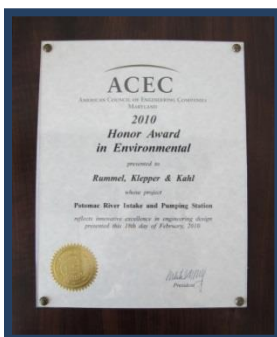 ACEC
AMERICAN COUNCIL OF ENGINEERING COMPANIES
MARYLAND
2010
Honor Award
in Environmental
presented to
Rummel, Klepper & Kahl
whose project
Potomac River Intake and Pumping Station
reflects innovative excellence in engineering design
presented this 18th day of February, 2010
President